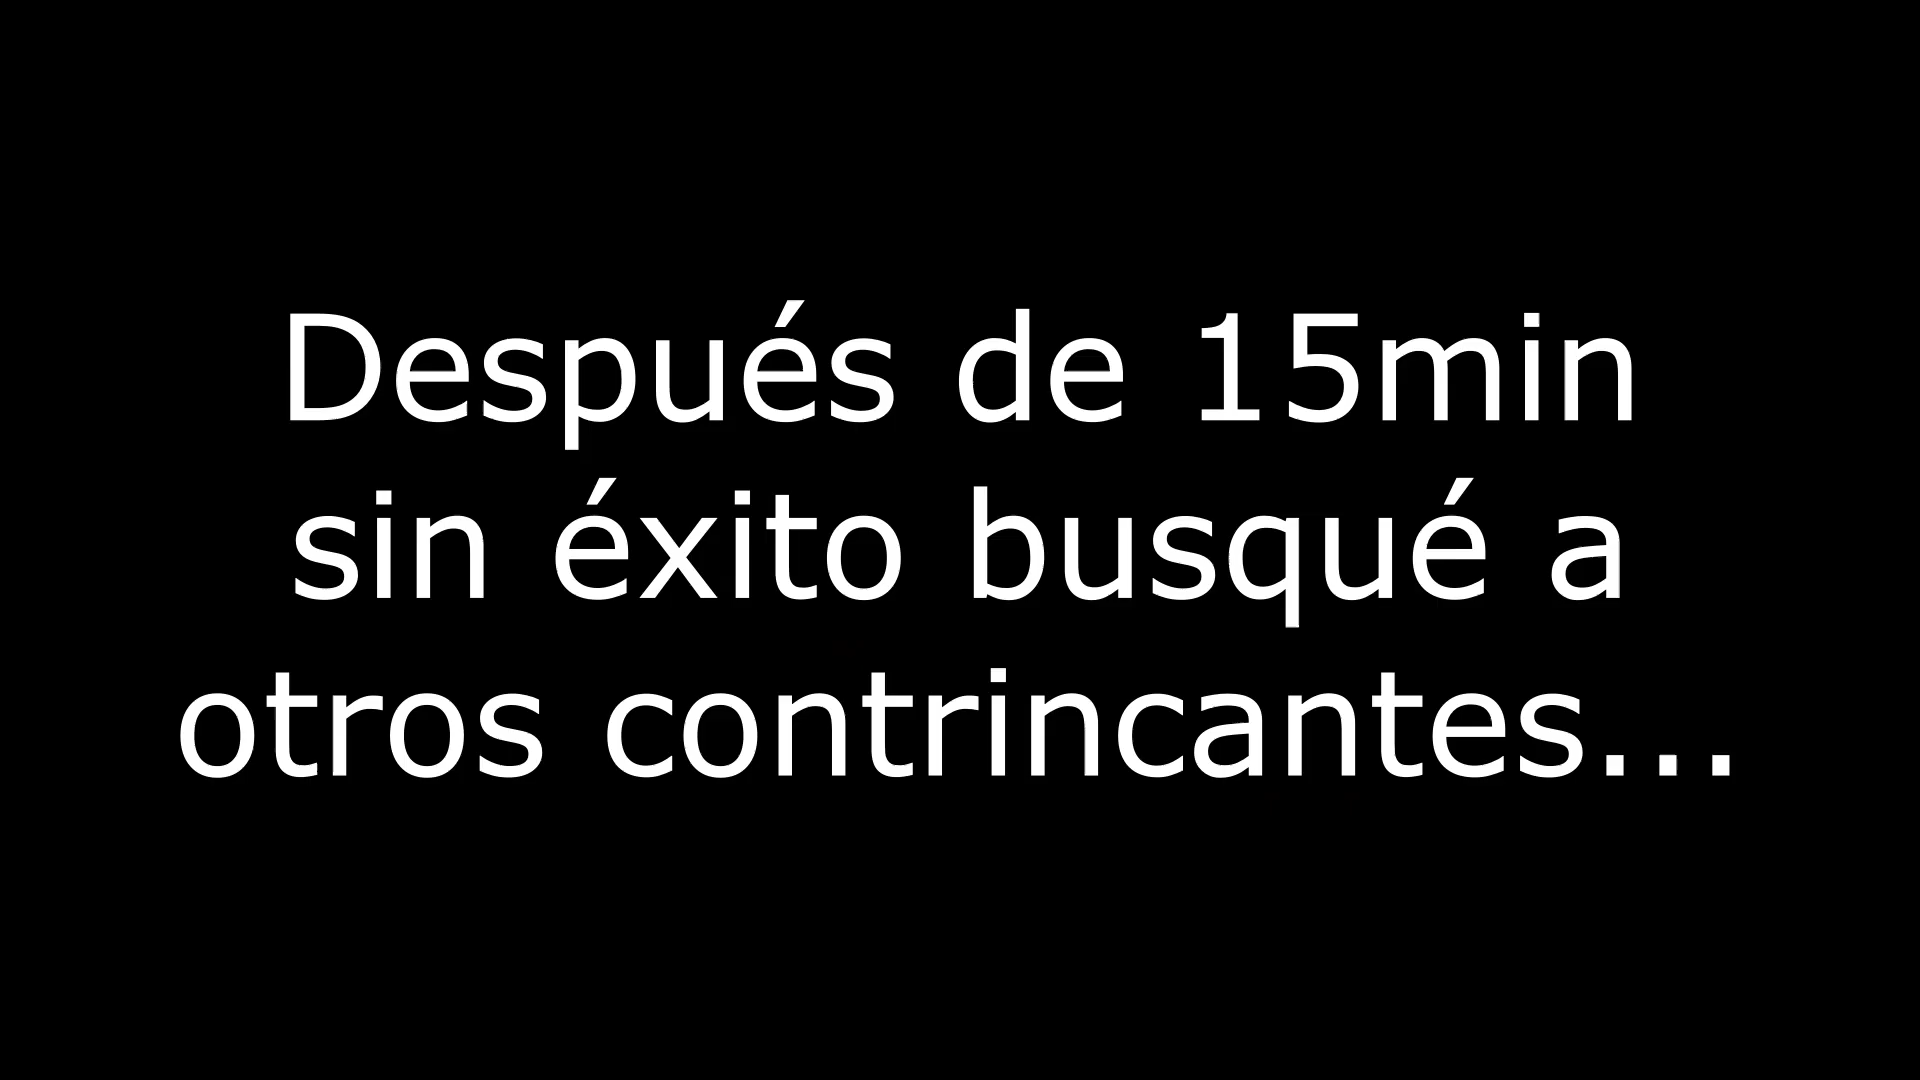 Después de 15min
sin éxito busqué a
otros contrincantes...